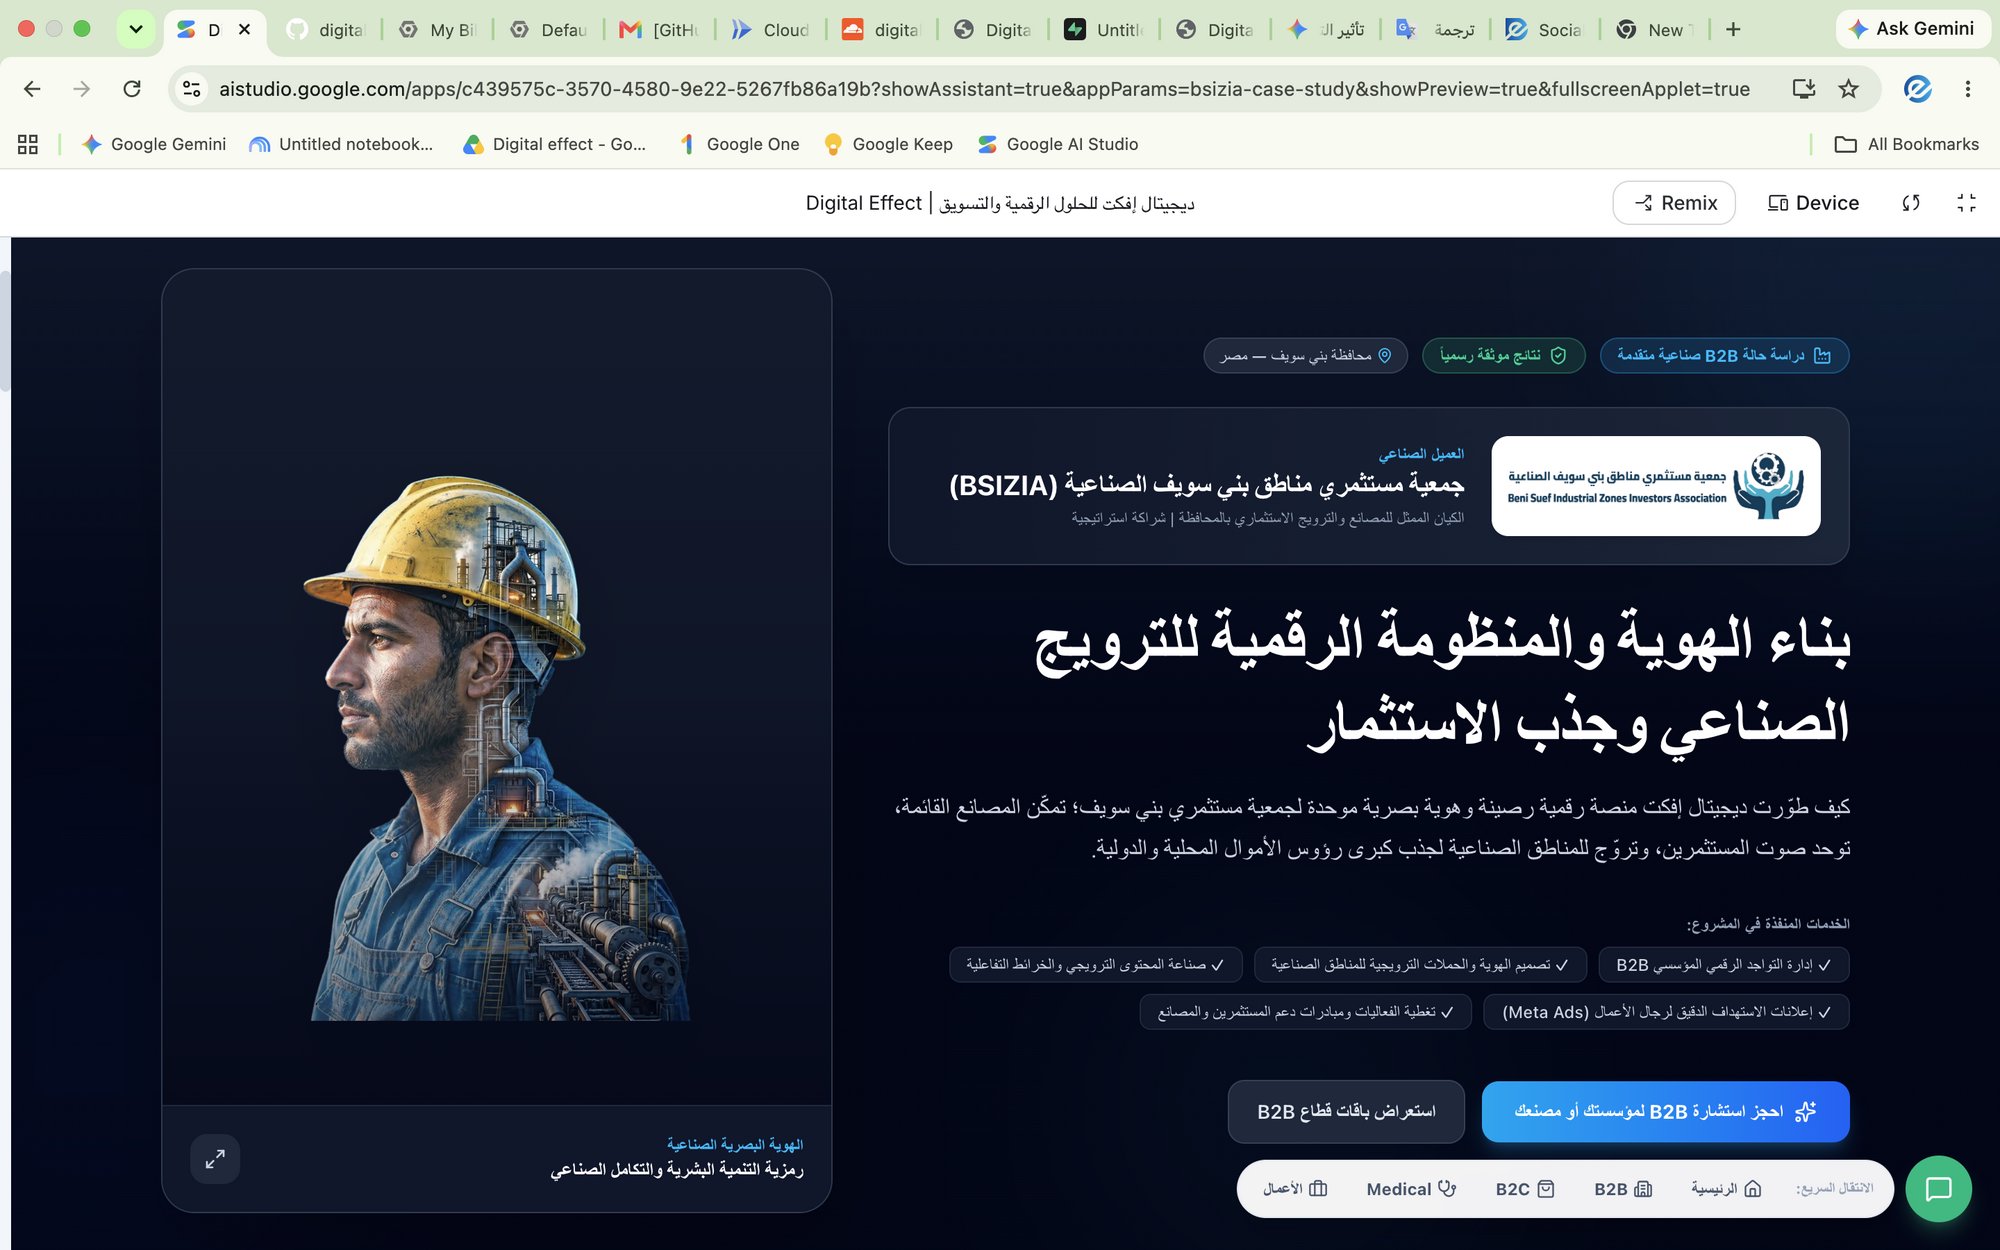 D
digital
My Bi
Defau
[GitHu
Cloud
digital
Digita
Untitl
Digita
تأثير الد
ترجمة
Socia
New T
Ask Gemini
aistudio.google.com/apps/c439575c-3570-4580-9e22-5267fb86a19b?showAssistant=true&appParams=bsizia-case-study&showPreview=true&fullscreenApplet=true
Google Gemini
Untitled notebook...
Digital effect - Go...
Google One
Google Keep
Google AI Studio
All Bookmarks
ديجيتال إفكت للحلول الرقمية والتسويق | Digital Effect
Remix
Device
دراسة حالة B2B صناعية متقدمة
نتائج موثقة رسمياً
محافظة بني سويف — مصر
جمعية مستثمري مناطق بني سويف الصناعية
Beni Suef Industrial Zones Investors Association
العميل الصناعي
جمعية مستثمري مناطق بني سويف الصناعية (BSIZIA)
الكيان الممثل للمصانع والترويج الاستثماري بالمحافظة | شراكة استراتيجية
بناء الهوية والمنظومة الرقمية للترويج
الصناعي وجذب الاستثمار
كيف طوّرت ديجيتال إفكت منصة رقمية رصينة وهوية بصرية موحدة لجمعية مستثمري بني سويف؛ تمكّن المصانع القائمة،
توحد صوت المستثمرين، وتروّج للمناطق الصناعية لجذب كبرى رؤوس الأموال المحلية والدولية.
الخدمات المنفذة في المشروع:
✓ إدارة التواجد الرقمي المؤسسي B2B
✓ تصميم الهوية والحملات الترويجية للمناطق الصناعية
✓ صناعة المحتوى الترويجي والخرائط التفاعلية
✓ إعلانات الاستهداف الدقيق لرجال الأعمال (Meta Ads)
✓ تغطية الفعاليات ومبادرات دعم المستثمرين والمصانع
احجز استشارة B2B لمؤسستك أو مصنعك
استعراض باقات قطاع B2B
الهوية البصرية الصناعية
رمزية التنمية البشرية والتكامل الصناعي
الانتقال السريع:
الرئيسية
B2B
B2C
Medical
الأعمال